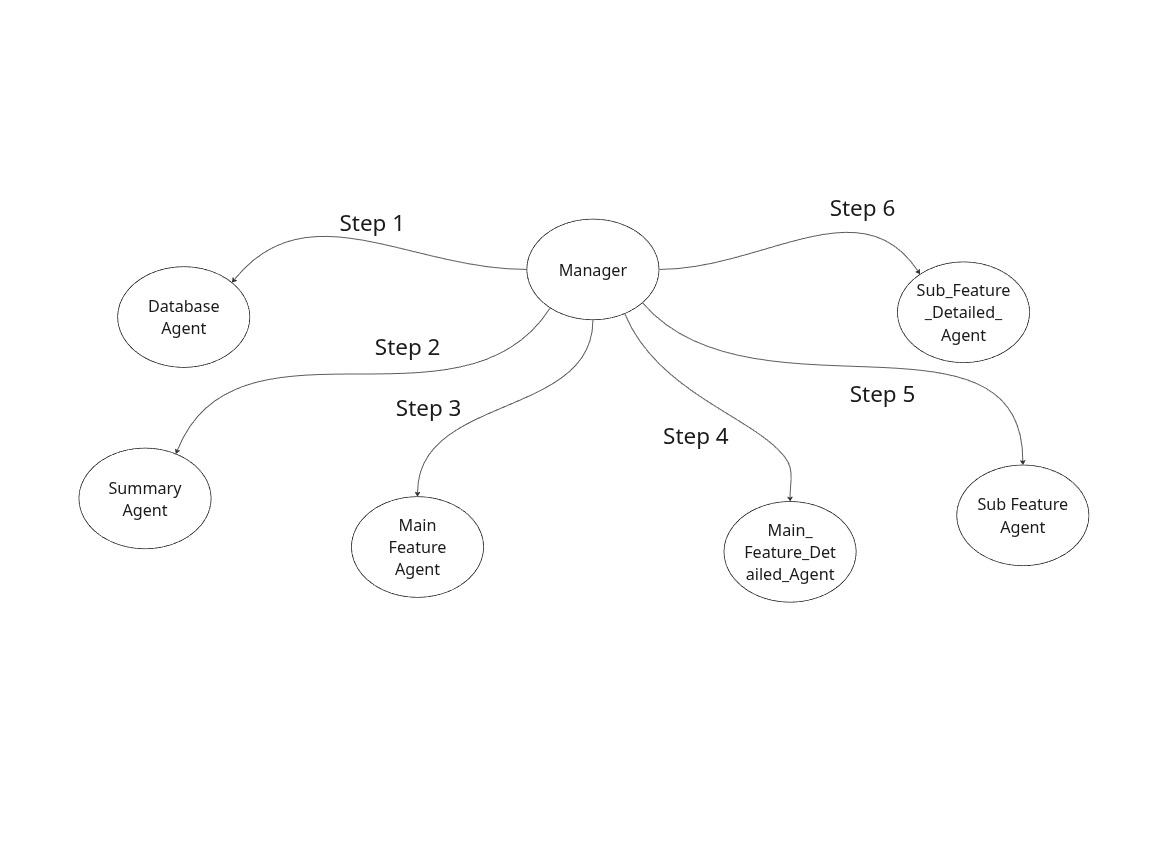 Step 1
Step 6
Manager
Database
Agent
Sub_Feature
_Detailed_
Agent
Step 2
Step 3
Step 4
Step 5
Summary
Agent
Main
Feature
Agent
Main_
Feature_Det
ailed_Agent
Sub Feature
Agent